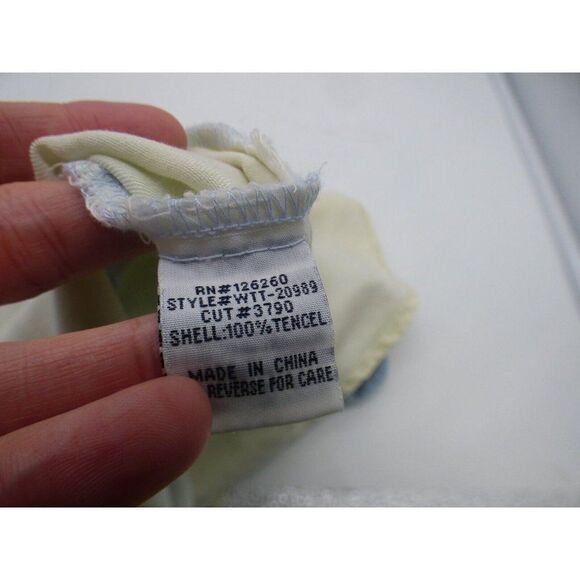 RN#126260
STYLE#WTT-20989
CUT#3790
SHELL:100%TENCEL
MADE IN CHINA
REVERSE FOR CARE